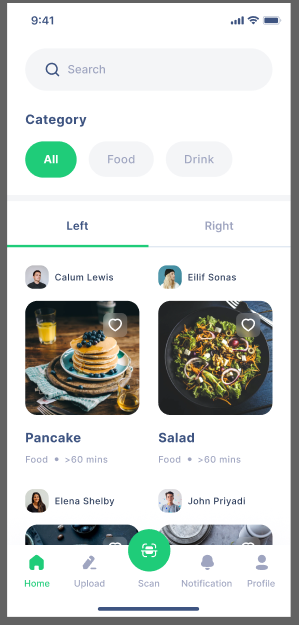 9:41
Search
Category
All Food Drink
Left Right
Calum Lewis Eilif Sonas
Pancake Salad
Food • >60 mins Food • >60 mins
Elena Shelby John Priyadi
Home Upload Scan Notification Profile